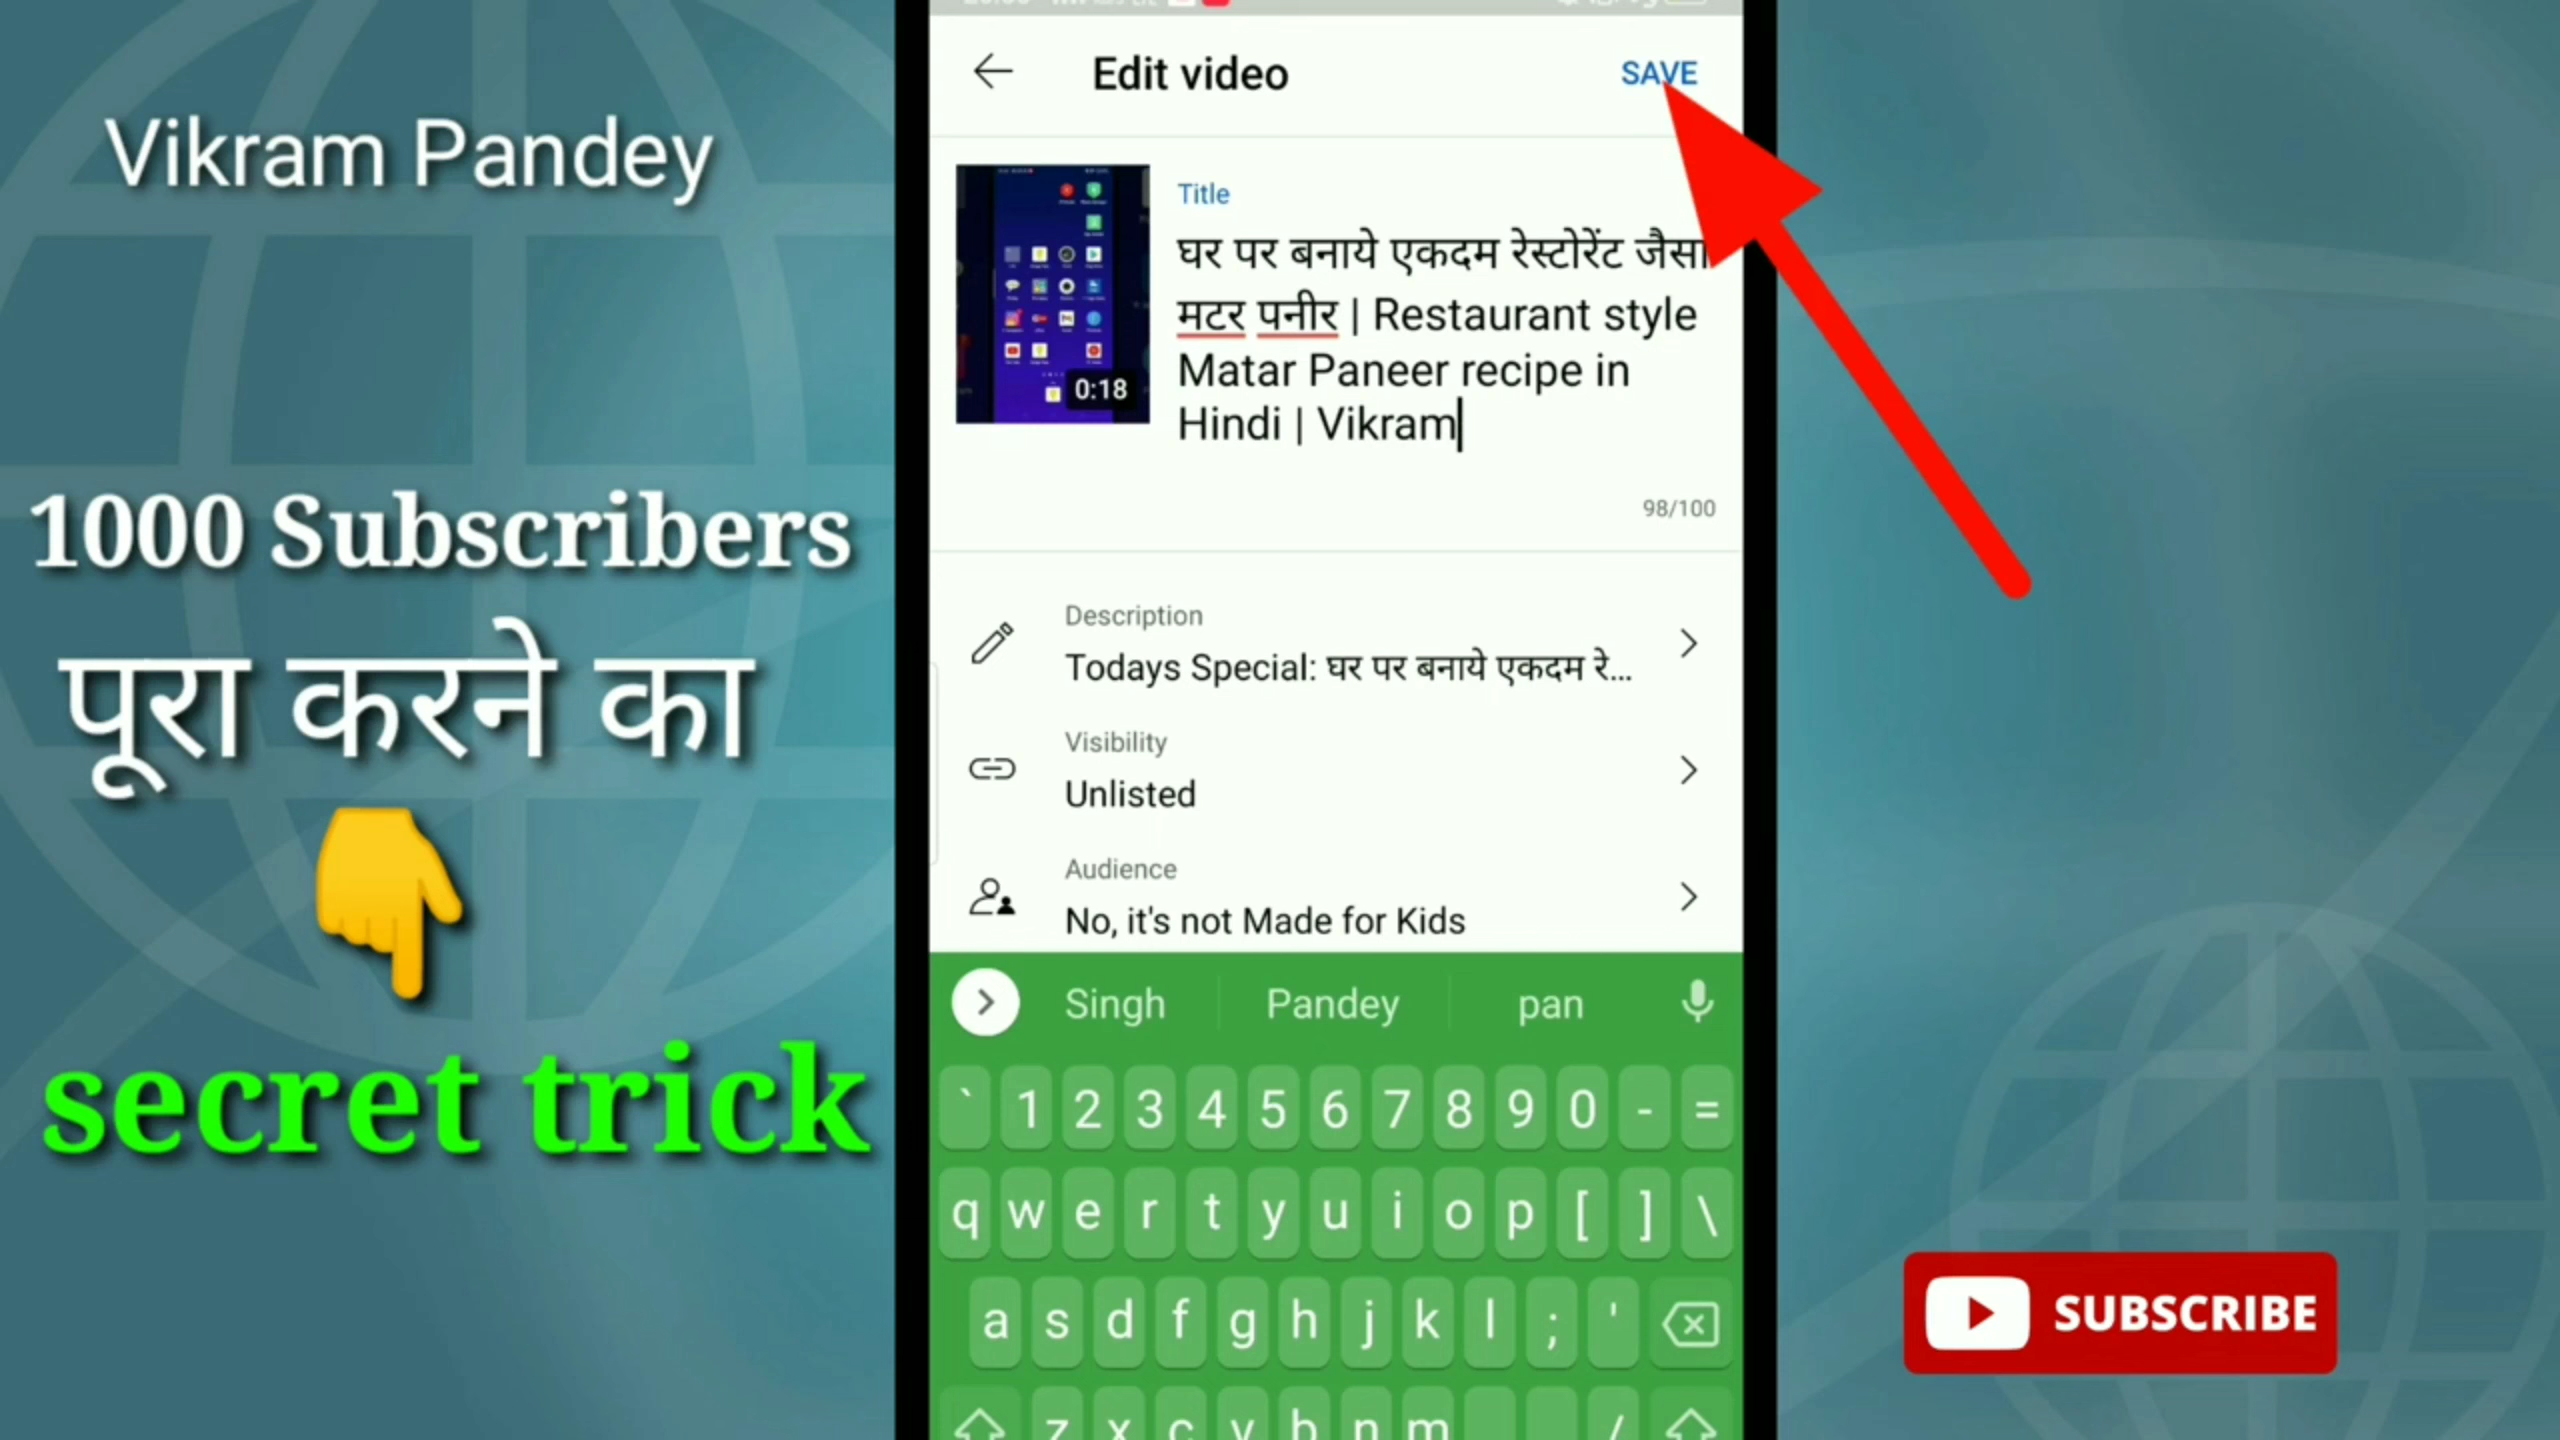 Vikram Pandey
1000 Subscribers
पूरा करने का
secret trick
Edit video
SAVE
0:18
Title
घर पर बनाये एकदम रेस्टोरेंट जैसा
मटर पनीर | Restaurant style
Matar Paneer recipe in
Hindi | Vikram
98/100
Description
Todays Special: घर पर बनाये एकदम रे...
Visibility
Unlisted
Audience
No, it's not Made for Kids
Singh Pandey pan
` 1 2 3 4 5 6 7 8 9 0 - =
q w e r t y u i o p [ ] \
a s d f g h j k l ; '
z x c v b n m /
SUBSCRIBE